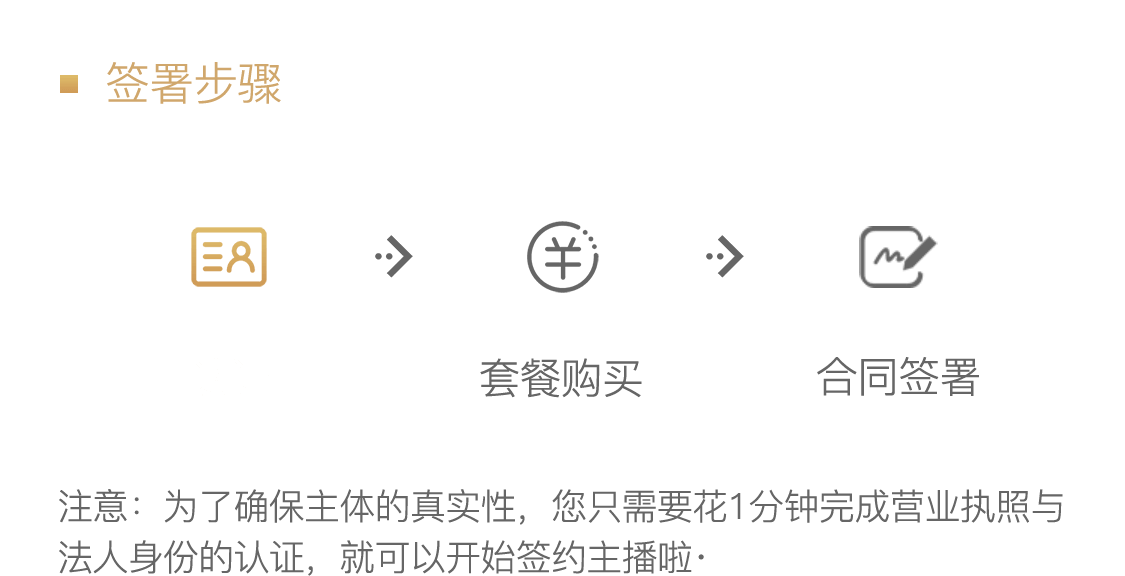 签署步骤
套餐购买
合同签署
注意：为了确保主体的真实性，您只需要花1分钟完成营业执照与
法人身份的认证，就可以开始签约主播啦·